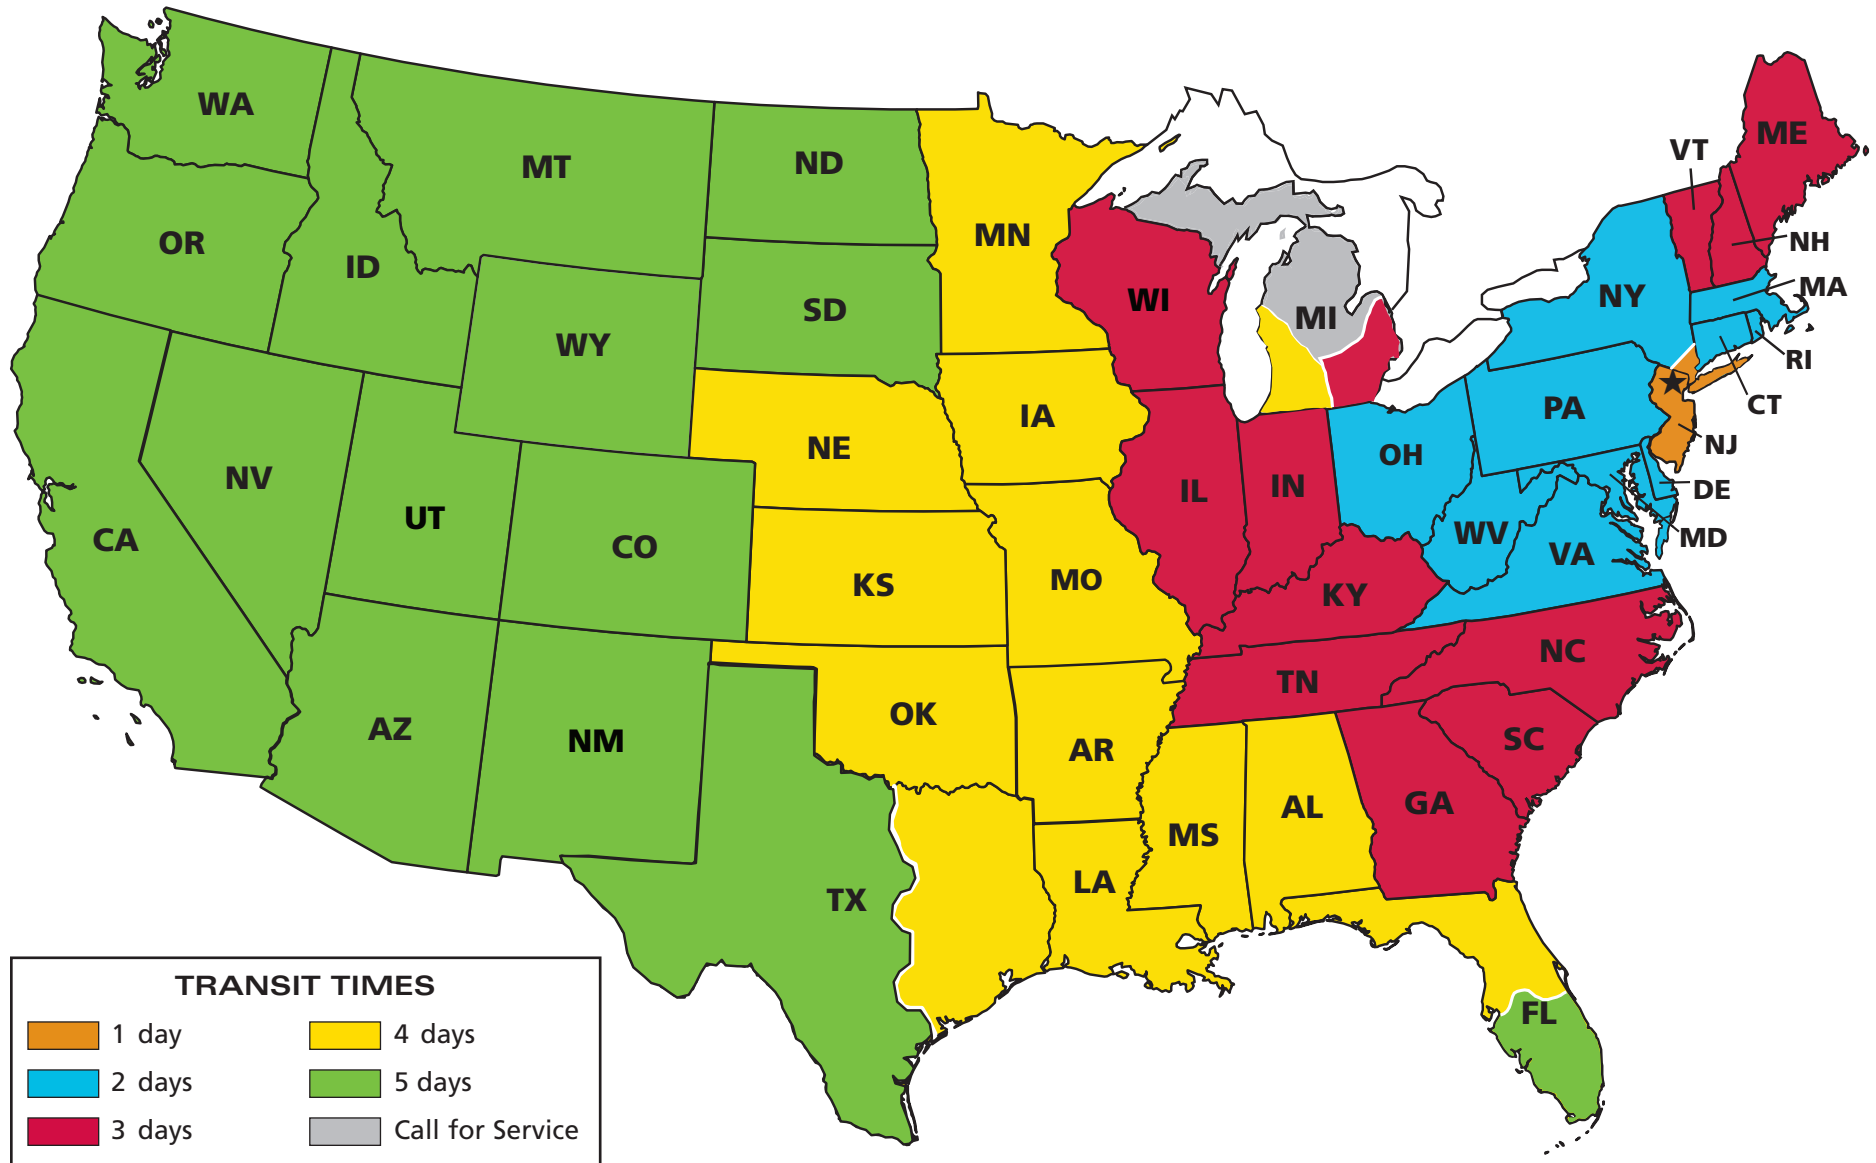 WA
MT
ND
MN
VT
ME
OR
ID
SD
WI
MI
NY
NH
MA
RI
WY
IA
PA
CT
NJ
NE
OH
NV
UT
IL
IN
DE
CA
CO
KS
MO
WV
VA
MD
KY
AZ
NM
OK
AR
TN
NC
SC
TX
LA
MS
AL
GA
FL
TRANSIT TIMES
1 day
4 days
2 days
5 days
3 days
Call for Service